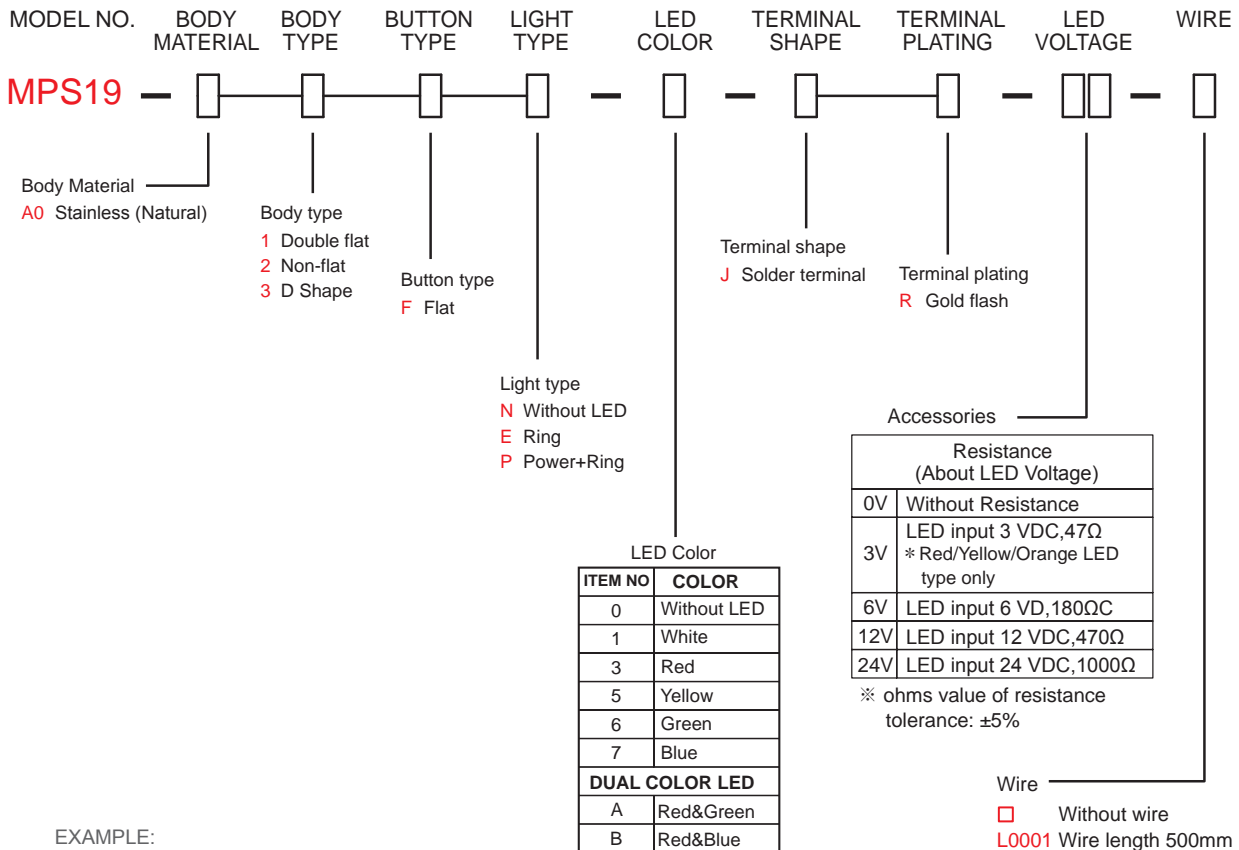 MODEL NO. BODY MATERIAL BODY TYPE BUTTON TYPE LIGHT TYPE LED COLOR TERMINAL SHAPE TERMINAL PLATING LED VOLTAGE WIRE
MPS19
Body Material
A0 Stainless (Natural)
Body type
1 Double flat
2 Non-flat
3 D Shape
Button type
F Flat
Light type
N Without LED
E Ring
P Power+Ring
LED Color
ITEM NO COLOR
0 Without LED
1 White
3 Red
5 Yellow
6 Green
7 Blue
DUAL COLOR LED
A Red&Green
B Red&Blue
Terminal shape
J Solder terminal
Terminal plating
R Gold flash
Accessories
Resistance
(About LED Voltage)
0V Without Resistance
3V LED input 3 VDC,47Ω
* Red/Yellow/Orange LED
type only
6V LED input 6 VD,180ΩC
12V LED input 12 VDC,470Ω
24V LED input 24 VDC,1000Ω
※ ohms value of resistance
tolerance: ±5%
Wire
□ Without wire
L0001 Wire length 500mm
EXAMPLE: